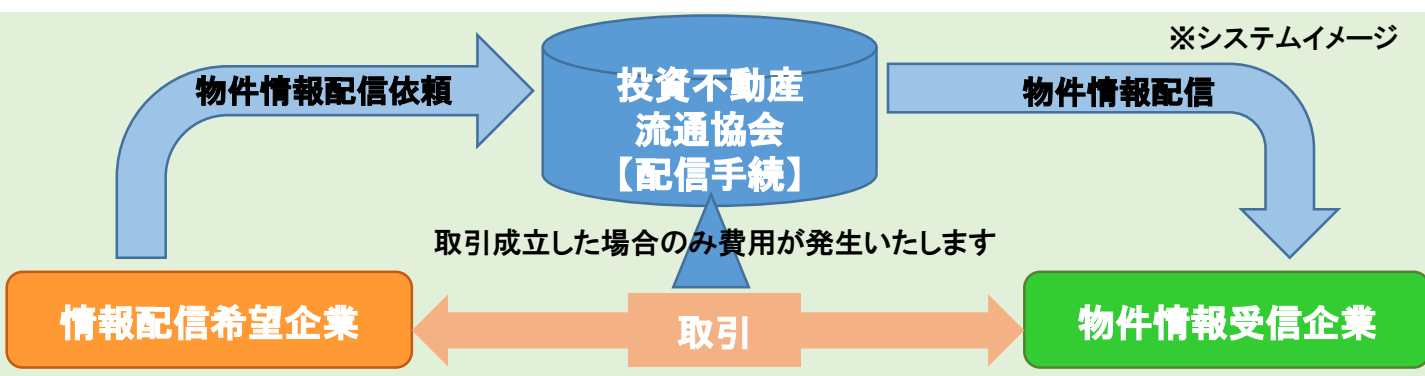 ※システムイメージ
物件情報配信依頼
投資不動産
流通協会
【配信手続】
物件情報配信
取引成立した場合のみ費用が発生いたします
情報配信希望企業
取引
物件情報受信企業